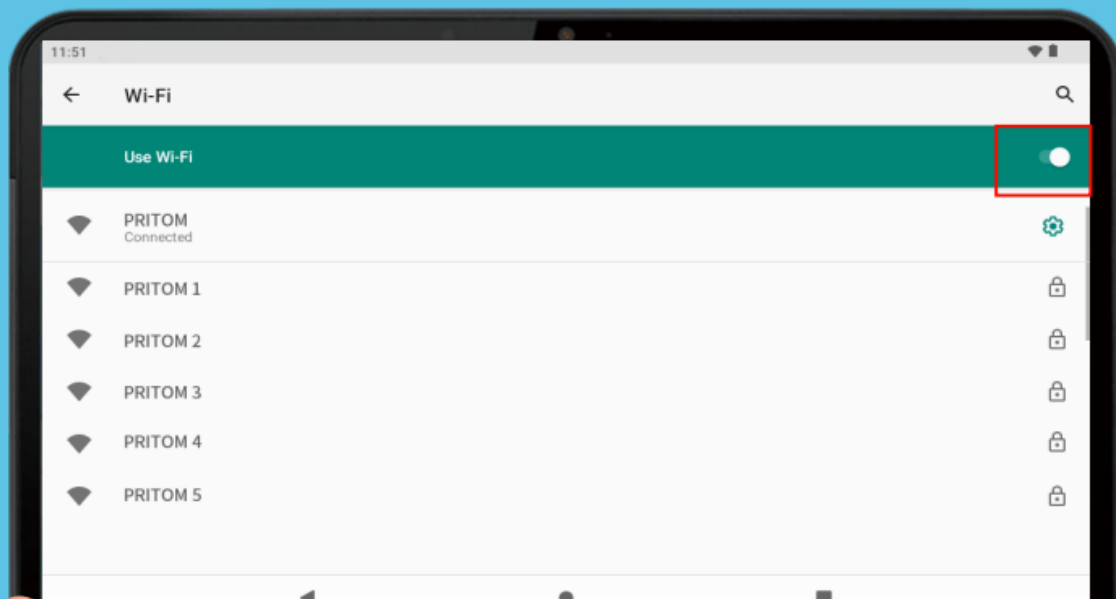 11:51
Wi-Fi
Use Wi-Fi
PRITOM
Connected
PRITOM 1
PRITOM 2
PRITOM 3
PRITOM 4
PRITOM 5